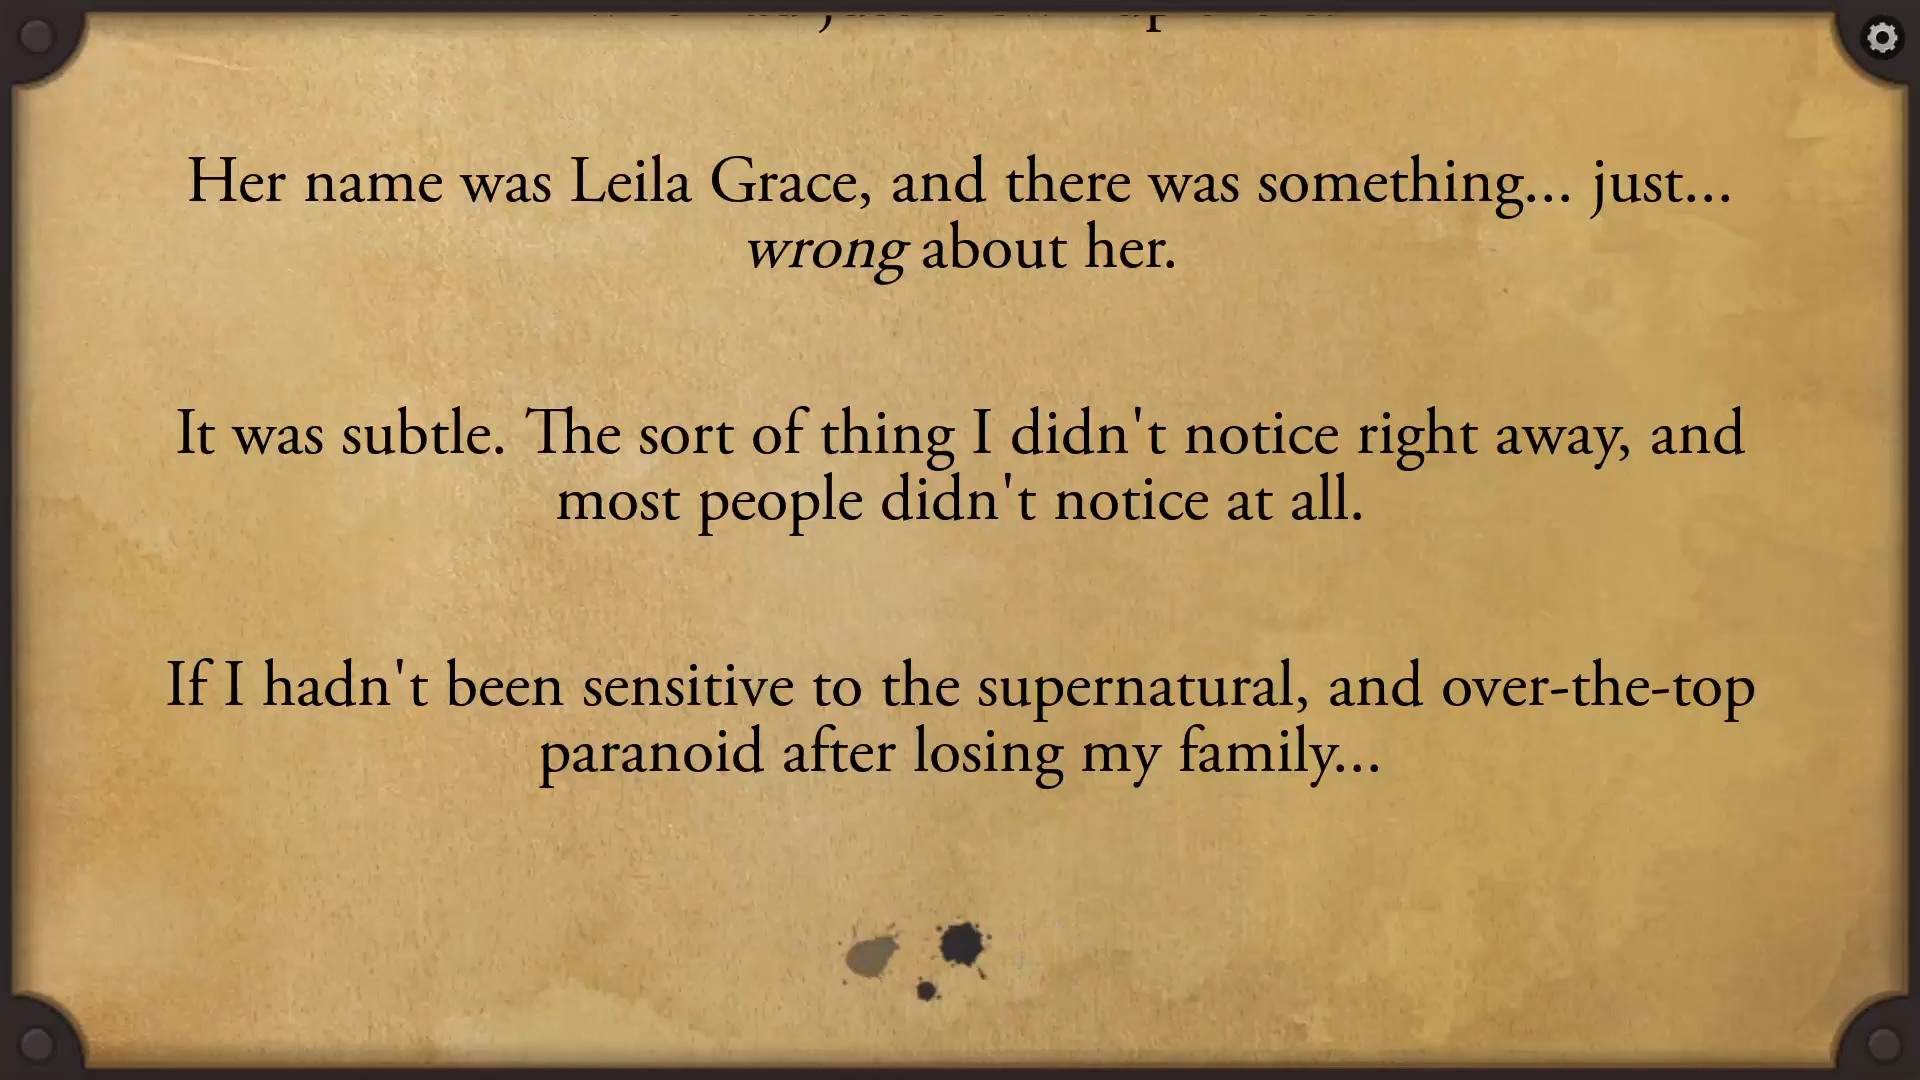 Her name was Leila Grace, and there was something... just...
wrong about her.
It was subtle. The sort of thing I didn't notice right away, and
most people didn't notice at all.
If I hadn't been sensitive to the supernatural, and over-the-top
paranoid after losing my family...